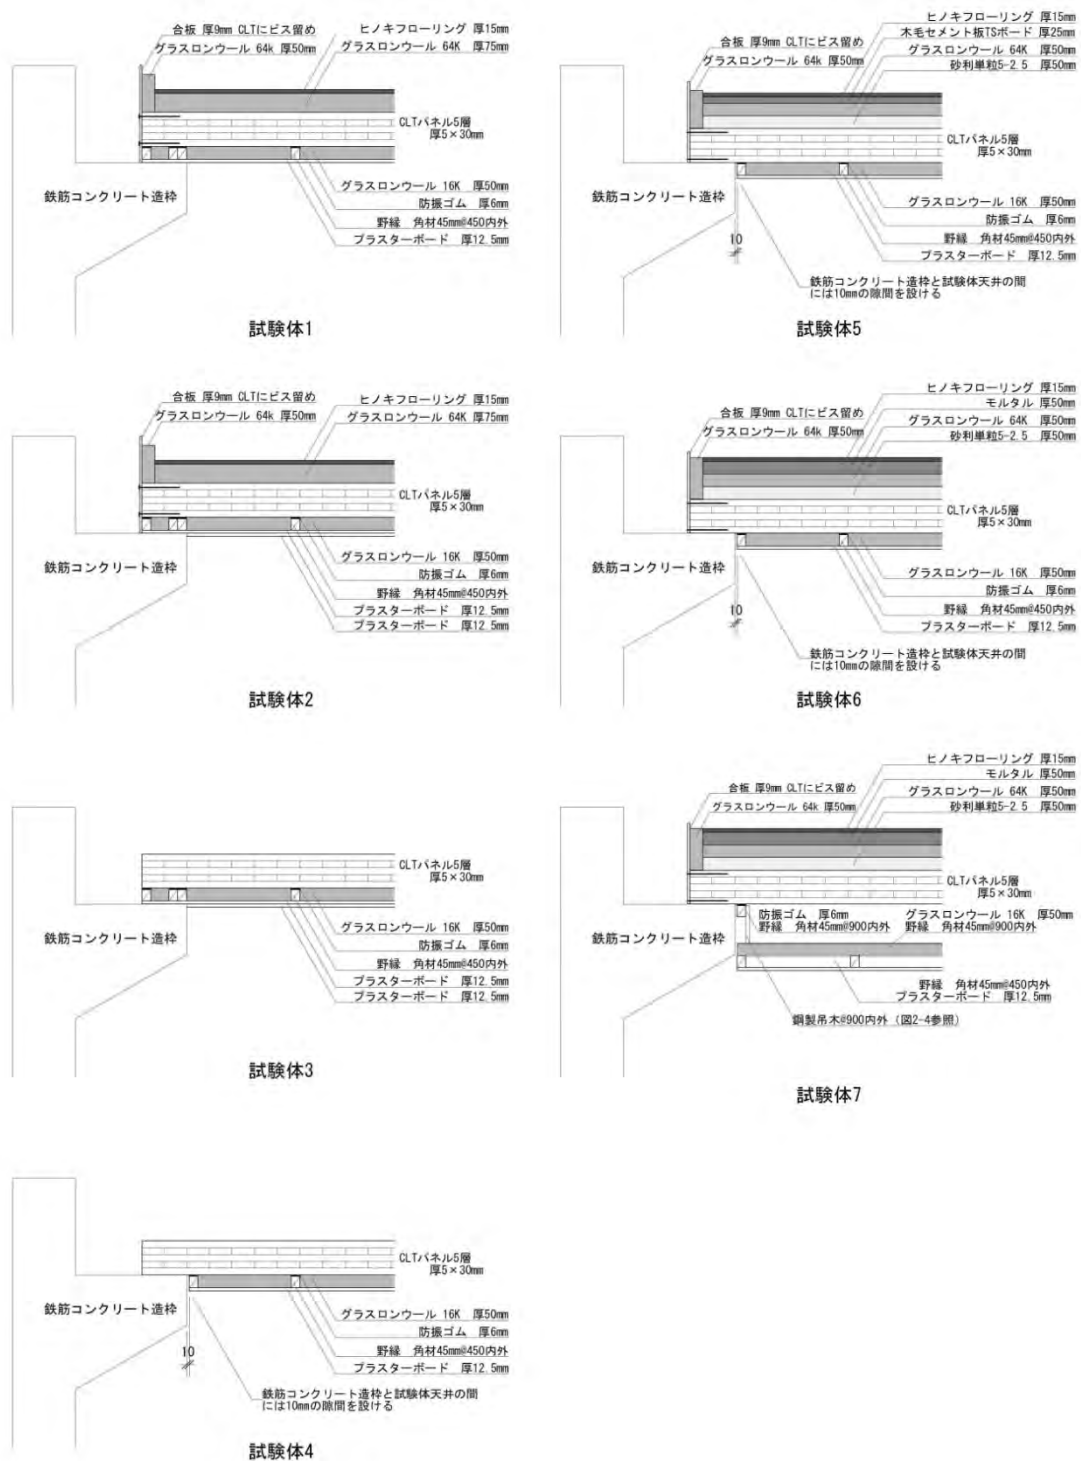 合板 厚9mm CLTにビス留め
グラスロンウール 64k 厚50mm
ヒノキフローリング 厚15mm
グラスロンウール 64K 厚75mm
CLTパネル5層
厚5×30mm
鉄筋コンクリート造枠
グラスロンウール 16K 厚50mm
防振ゴム 厚6mm
野縁 角材45mm@450内外
プラスターボード 厚12.5mm
試験体1
ヒノキフローリング 厚15mm
木毛セメント板TSボード 厚25mm
合板 厚9mm CLTにビス留め
グラスロンウール 64K 厚50mm
グラスロンウール 64k 厚50mm
砂利単粒5-2.5 厚50mm
CLTパネル5層
厚5×30mm
鉄筋コンクリート造枠
グラスロンウール 16K 厚50mm
防振ゴム 厚6mm
野縁 角材45mm@450内外
プラスターボード 厚12.5mm
10
鉄筋コンクリート造枠と試験体天井の間
には10mmの隙間を設ける
試験体5
合板 厚9mm CLTにビス留め
グラスロンウール 64k 厚50mm
ヒノキフローリング 厚15mm
グラスロンウール 64K 厚75mm
CLTパネル5層
厚5×30mm
鉄筋コンクリート造枠
グラスロンウール 16K 厚50mm
防振ゴム 厚6mm
野縁 角材45mm@450内外
プラスターボード 厚12.5mm
プラスターボード 厚12.5mm
試験体2
ヒノキフローリング 厚15mm
モルタル 厚50mm
合板 厚9mm CLTにビス留め
グラスロンウール 64K 厚50mm
グラスロンウール 64k 厚50mm
砂利単粒5-2.5 厚50mm
CLTパネル5層
厚5×30mm
鉄筋コンクリート造枠
グラスロンウール 16K 厚50mm
防振ゴム 厚6mm
野縁 角材45mm@450内外
プラスターボード 厚12.5mm
10
鉄筋コンクリート造枠と試験体天井の間
には10mmの隙間を設ける
試験体6
CLTパネル5層
厚5×30mm
鉄筋コンクリート造枠
グラスロンウール 16K 厚50mm
防振ゴム 厚6mm
野縁 角材45mm@450内外
プラスターボード 厚12.5mm
プラスターボード 厚12.5mm
試験体3
ヒノキフローリング 厚15mm
モルタル 厚50mm
合板 厚9mm CLTにビス留め
グラスロンウール 64K 厚50mm
グラスロンウール 64k 厚50mm
砂利単粒5-2.5 厚50mm
CLTパネル5層
厚5×30mm
防振ゴム 厚6mm
野縁 角材45mm@900内外
グラスロンウール 16K 厚50mm
野縁 角材45mm@900内外
鉄筋コンクリート造枠
野縁 角材45mm@450内外
プラスターボード 厚12.5mm
鋼製吊木@900内外 (図2-4参照)
試験体7
CLTパネル5層
厚5×30mm
鉄筋コンクリート造枠
グラスロンウール 16K 厚50mm
防振ゴム 厚6mm
野縁 角材45mm@450内外
プラスターボード 厚12.5mm
10
鉄筋コンクリート造枠と試験体天井の間
には10mmの隙間を設ける
試験体4